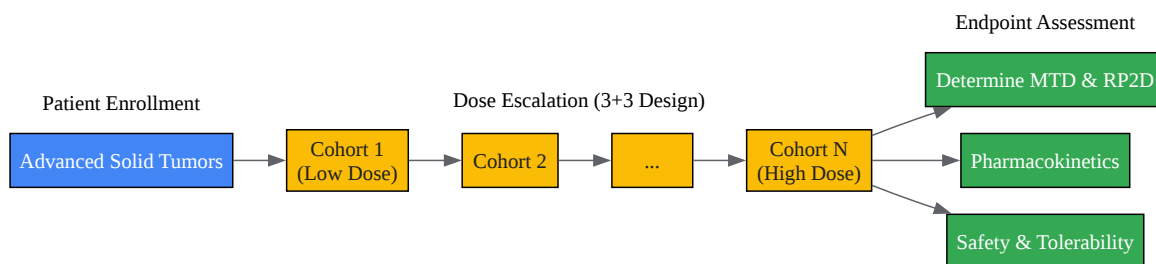 Patient Enrollment
Advanced Solid Tumors
Dose Escalation (3+3 Design)
Cohort 1
(Low Dose)
Cohort 2
...
Cohort N
(High Dose)
Endpoint Assessment
Determine MTD & RP2D
Pharmacokinetics
Safety & Tolerability